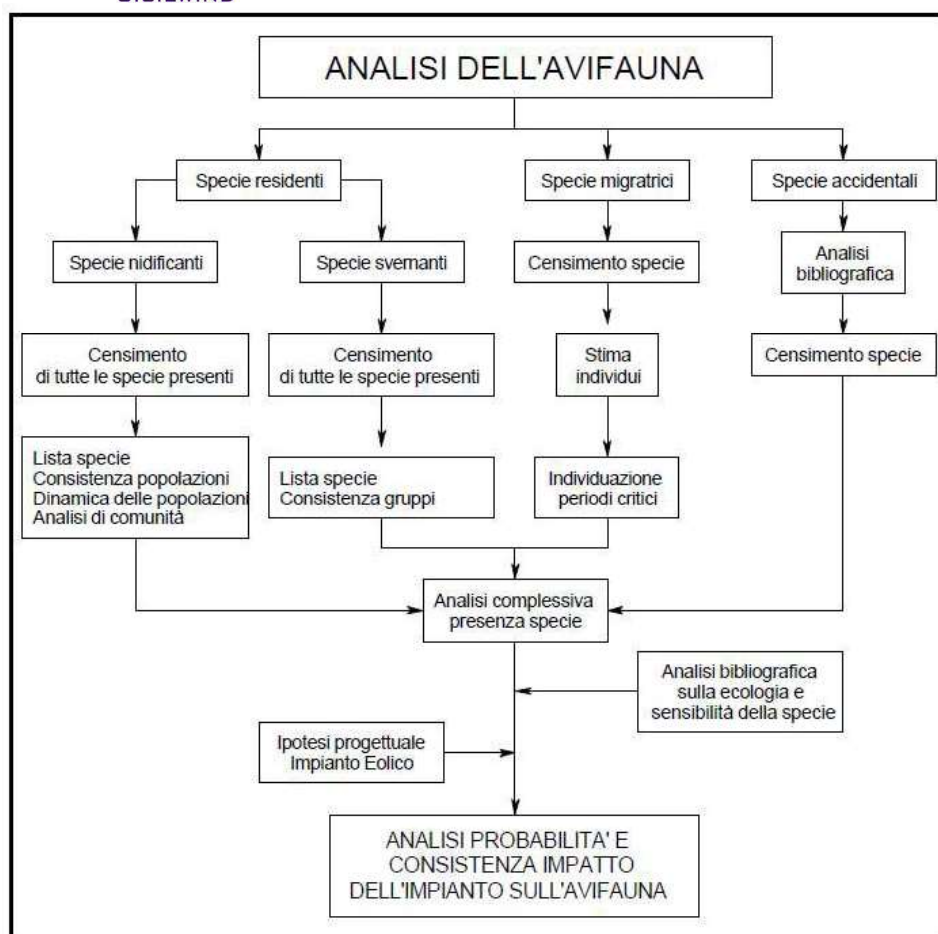 ANALISI DELL'AVIFAUNA
Specie residenti
Specie migratrici
Specie accidentali
Specie nidificanti
Specie svernanti
Censimento specie
Analisi
bibliografica
Censimento
di tutte le specie presenti
Censimento
di tutte le specie presenti
Stima
individui
Censimento specie
Lista specie
Consistenza popolazioni
Dinamica delle popolazioni
Analisi di comunità
Lista specie
Consistenza gruppi
Individuazione
periodi critici
Analisi complessiva
presenza specie
Analisi bibliografica
sulla ecologia e
sensibilità della specie
Ipotesi progettuale
Impianto Eolico
ANALISI PROBABILITA' E
CONSISTENZA IMPATTO
DELL'IMPIANTO SULL'AVIFAUNA